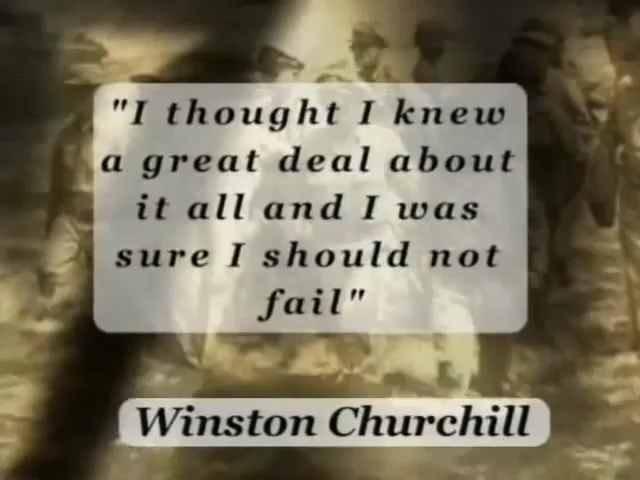 "I thought I knew
a great deal about
it all and I was
sure I should not
fail"
Winston Churchill